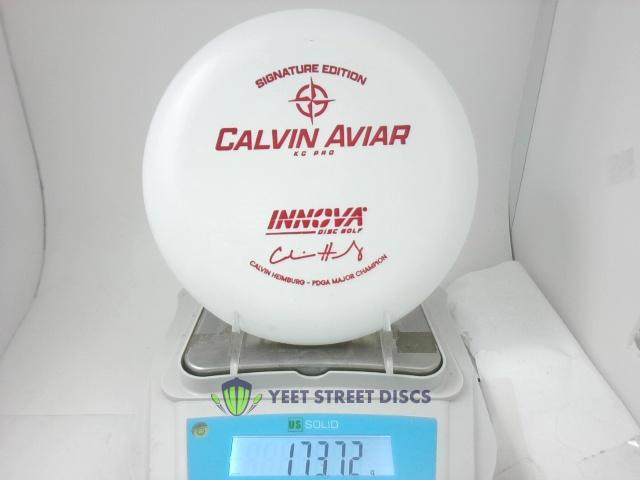 SIGNATURE EDITION
CALVIN AVIAR
KC PRO
INNOVA
DISC GOLF
CALVIN HEIMBURG - PDGA MAJOR CHAMPION
YEET STREET DISCS
US SOLID
173.72 g